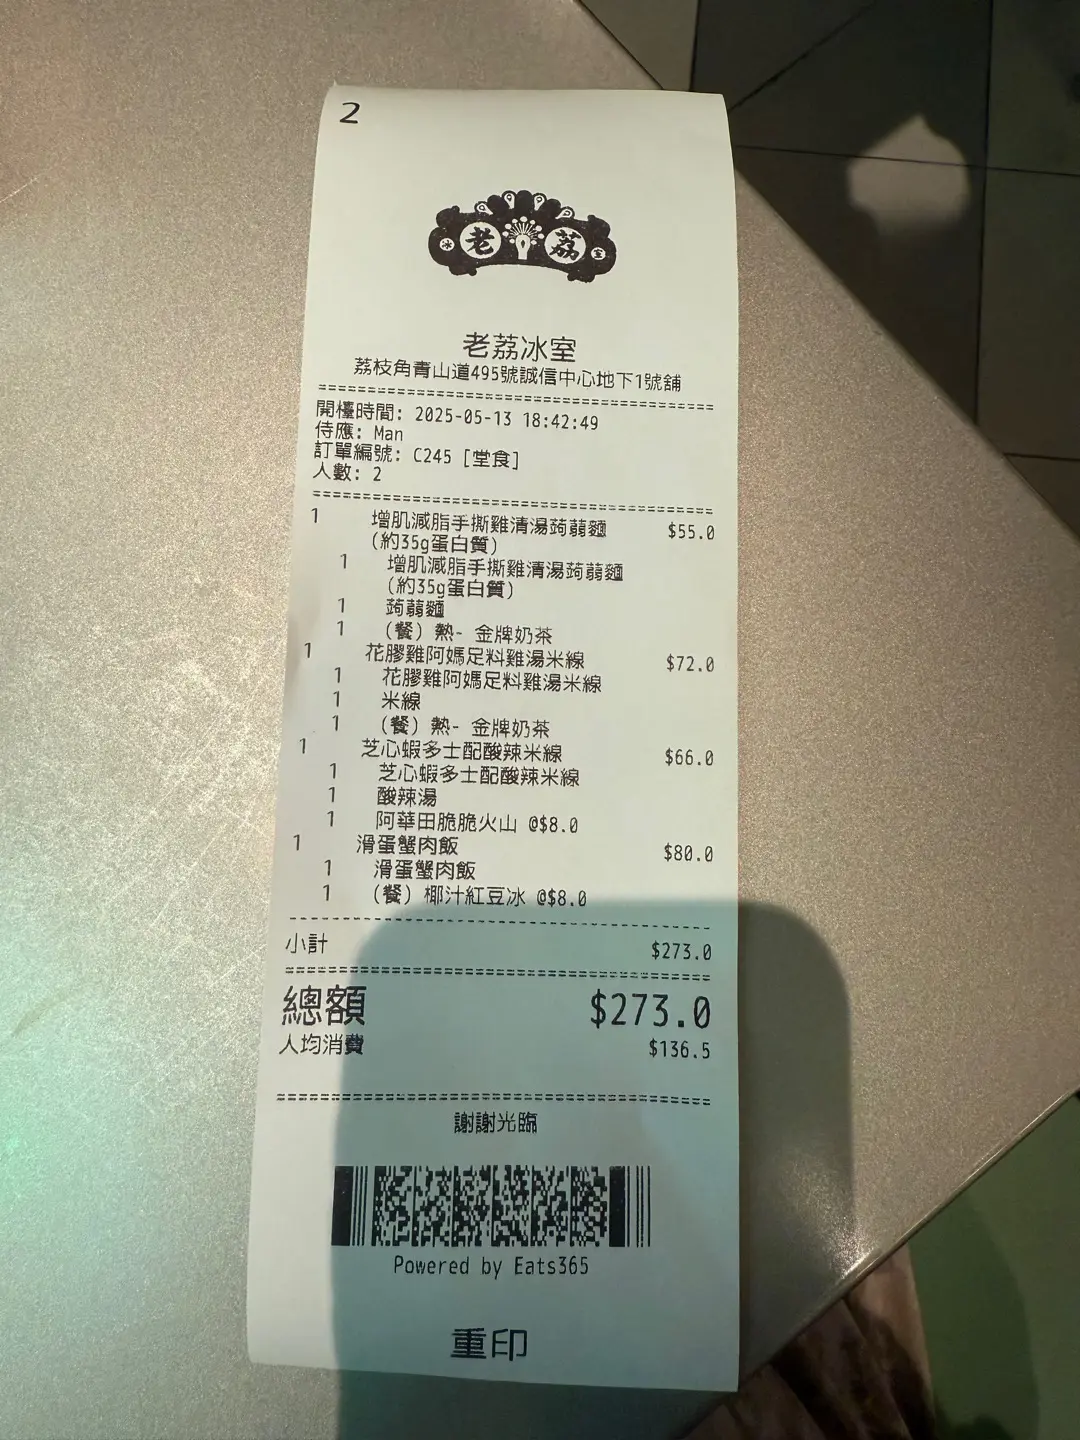 2
冰 老 荔 室
老荔冰室
荔枝角青山道495號誠信中心地下1號舖
開檯時間: 2025-05-13 18:42:49
侍應: Man
訂單編號: C245 [堂食]
人數: 2
1 增肌減脂手撕雞清湯蒟蒻麵 $55.0
(約35g蛋白質)
1 增肌減脂手撕雞清湯蒟蒻麵
(約35g蛋白質)
1 蒟蒻麵
1 (餐) 熱- 金牌奶茶
1 花膠雞阿媽足料雞湯米線 $72.0
1 花膠雞阿媽足料雞湯米線
1 米線
1 (餐) 熱- 金牌奶茶
1 芝心蝦多士配酸辣米線 $66.0
1 芝心蝦多士配酸辣米線
1 酸辣湯
1 阿華田脆脆火山 @$8.0
1 滑蛋蟹肉飯 $80.0
1 滑蛋蟹肉飯
1 (餐) 椰汁紅豆冰 @$8.0
小計 $273.0
總額 $273.0
人均消費 $136.5
謝謝光臨
Powered by Eats365
重印